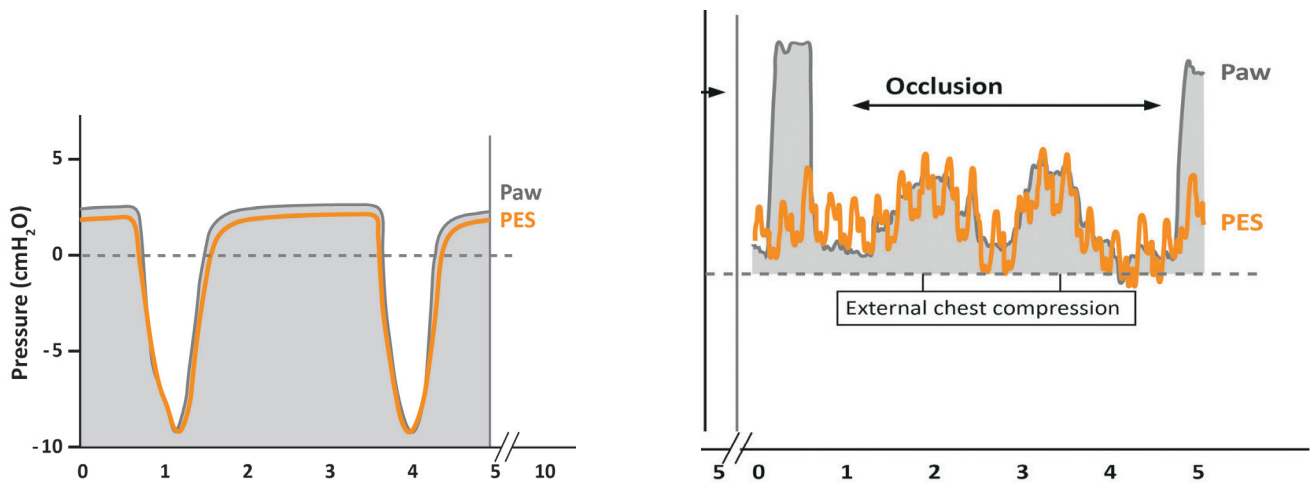 5
0
-5
-10
Pressure (cmH2O)
Paw
PES
0 1 2 3 4 5 10
Occlusion
Paw
PES
External chest compression
5 0 1 2 3 4 5